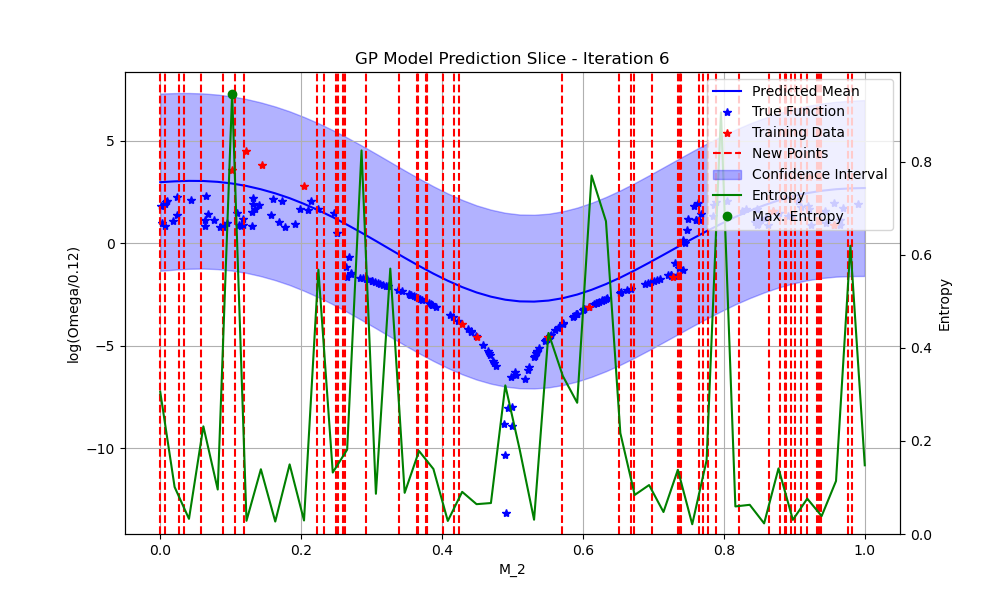 GP Model Prediction Slice - Iteration 6
log(Omega/0.12)
5
0
−5
−10
0.0
0.2
0.4
0.6
0.8
1.0
M_2
0.8
0.6
0.4
0.2
0.0
Entropy
Predicted Mean
True Function
Training Data
New Points
Confidence Interval
Entropy
Max. Entropy